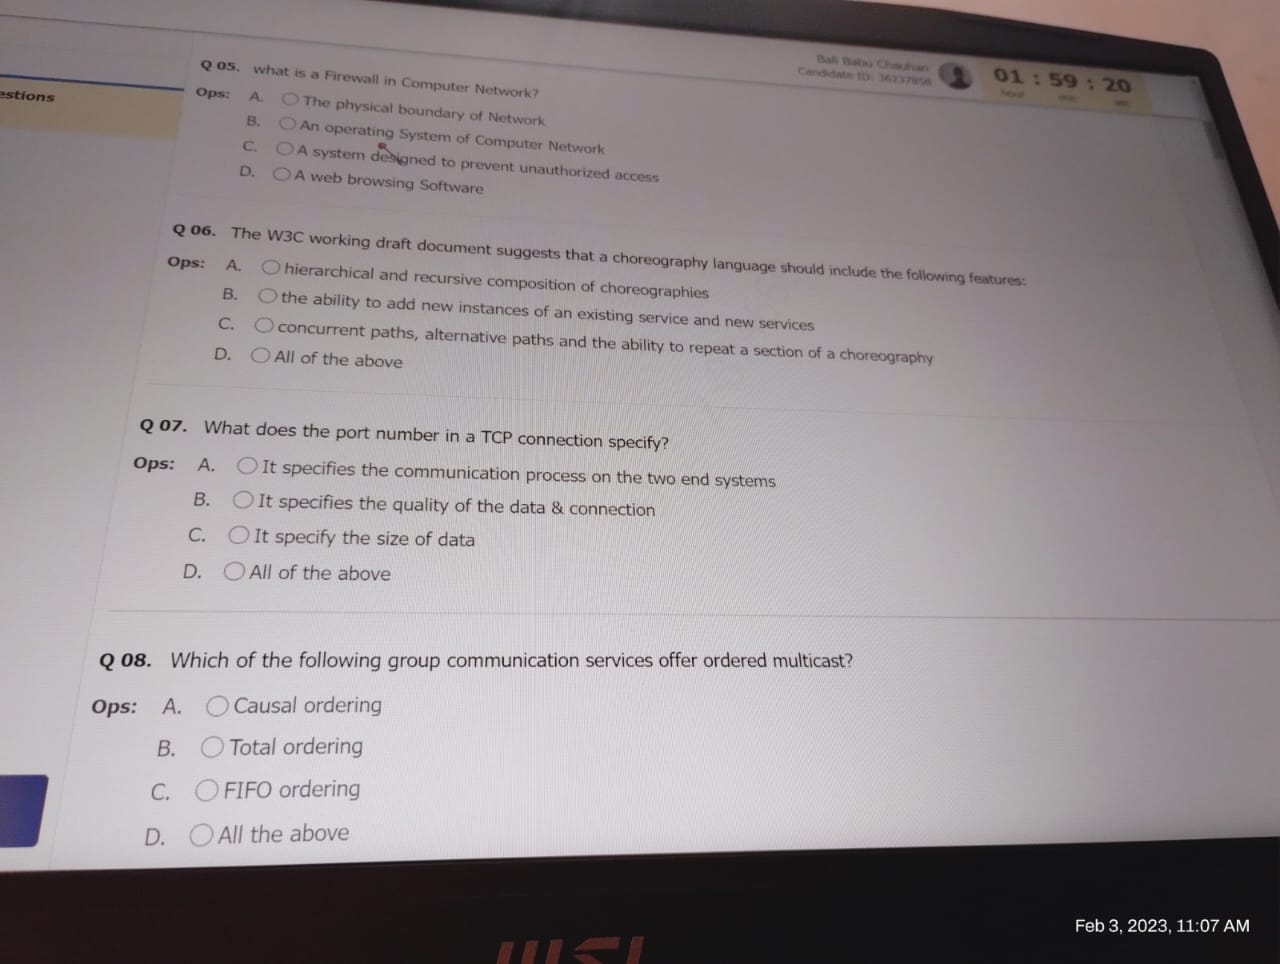 Bali Babu Chauhan
Candidate ID: 36237858
01 : 59 : 20
hour min sec
estions
Q 05. what is a Firewall in Computer Network?
Ops: A. The physical boundary of Network
B. An operating System of Computer Network
C. A system designed to prevent unauthorized access
D. A web browsing Software
Q 06. The W3C working draft document suggests that a choreography language should include the following features:
Ops: A. hierarchical and recursive composition of choreographies
B. the ability to add new instances of an existing service and new services
C. concurrent paths, alternative paths and the ability to repeat a section of a choreography
D. All of the above
Q 07. What does the port number in a TCP connection specify?
Ops: A. It specifies the communication process on the two end systems
B. It specifies the quality of the data & connection
C. It specify the size of data
D. All of the above
Q 08. Which of the following group communication services offer ordered multicast?
Ops: A. Causal ordering
B. Total ordering
C. FIFO ordering
D. All the above
msi
Feb 3, 2023, 11:07 AM